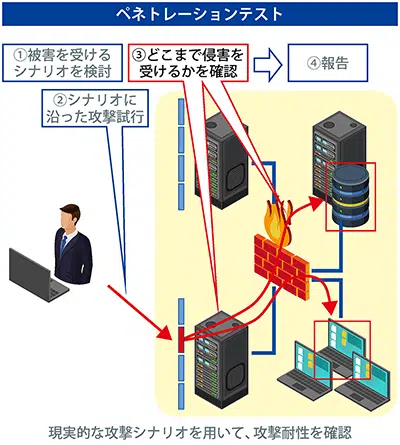 ペネトレーションテスト
①被害を受ける
シナリオを検討
③どこまで侵害を
受けるかを確認
④報告
②シナリオに
沿った攻撃試行
現実的な攻撃シナリオを用いて、攻撃耐性を確認